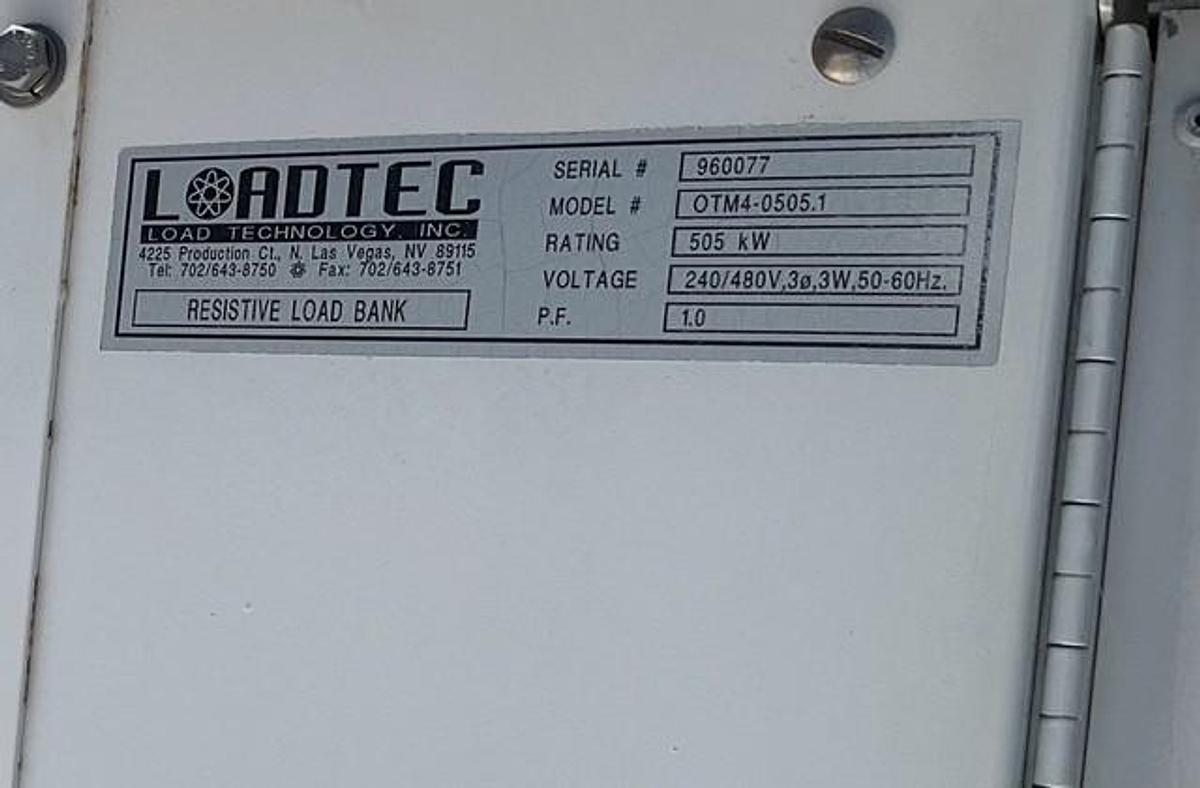 LOADTEC
LOAD TECHNOLOGY, INC.
4225 Production Ct., N. Las Vegas, NV 89115
Tel: 702/643-8750 Fax: 702/643-8751
RESISTIVE LOAD BANK
SERIAL # 960077
MODEL # OTM4-0505.1
RATING 505 kW
VOLTAGE 240/480V,3ø,3W,50-60Hz.
P.F. 1.0